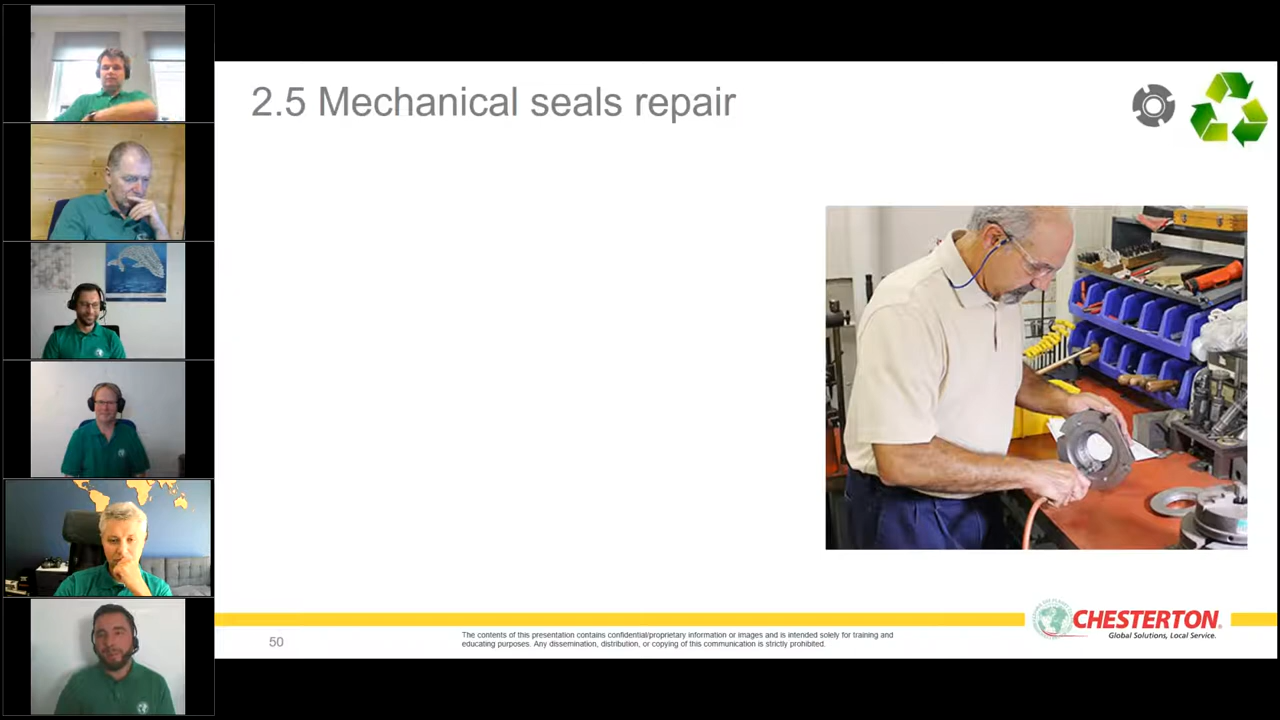 2.5 Mechanical seals repair
CHESTERTON®
Global Solutions, Local Service.
50
The contents of this presentation contains confidential/proprietary information or images and is intended solely for training and
educating purposes. Any dissemination, distribution, or copying of this communication is strictly prohibited.